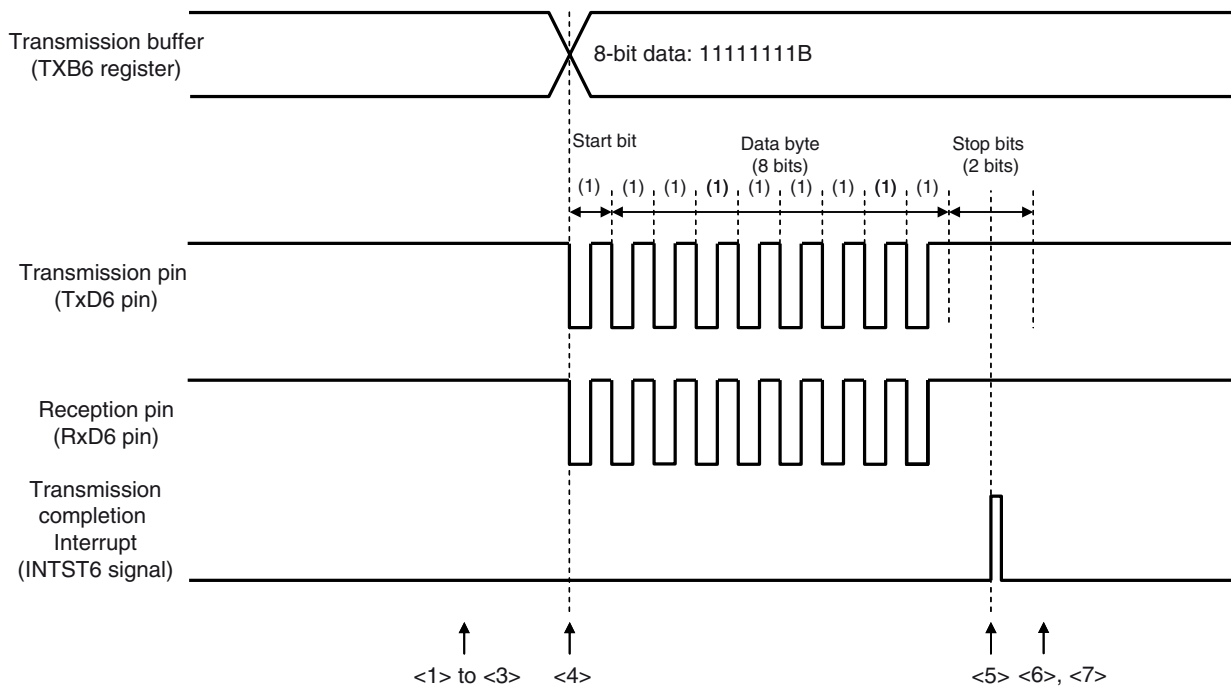 Transmission buffer
(TXB6 register)
8-bit data: 11111111B
Start bit
Data byte
(8 bits)
Stop bits
(2 bits)
(1) (1) (1) (1) (1) (1) (1) (1) (1)
Transmission pin
(TxD6 pin)
Reception pin
(RxD6 pin)
Transmission
completion
Interrupt
(INTST6 signal)
<1> to <3> <4> <5> <6>, <7>